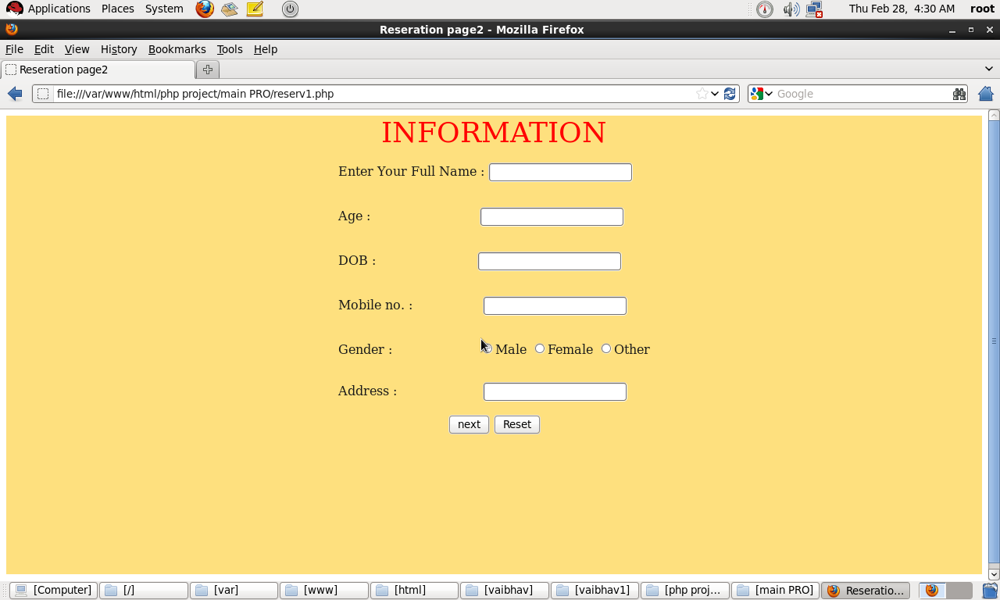 Applications Places System Thu Feb 28, 4:30 AM root
Reseration page2 - Mozilla Firefox
File Edit View History Bookmarks Tools Help
Reseration page2
file:///var/www/html/php project/main PRO/reserv1.php Google
INFORMATION
Enter Your Full Name :
Age :
DOB :
Mobile no. :
Gender : Male Female Other
Address :
next Reset
[Computer] [/] [var] [www] [html] [vaibhav] [vaibhav1] [php proj... [main PRO] Reseratio...